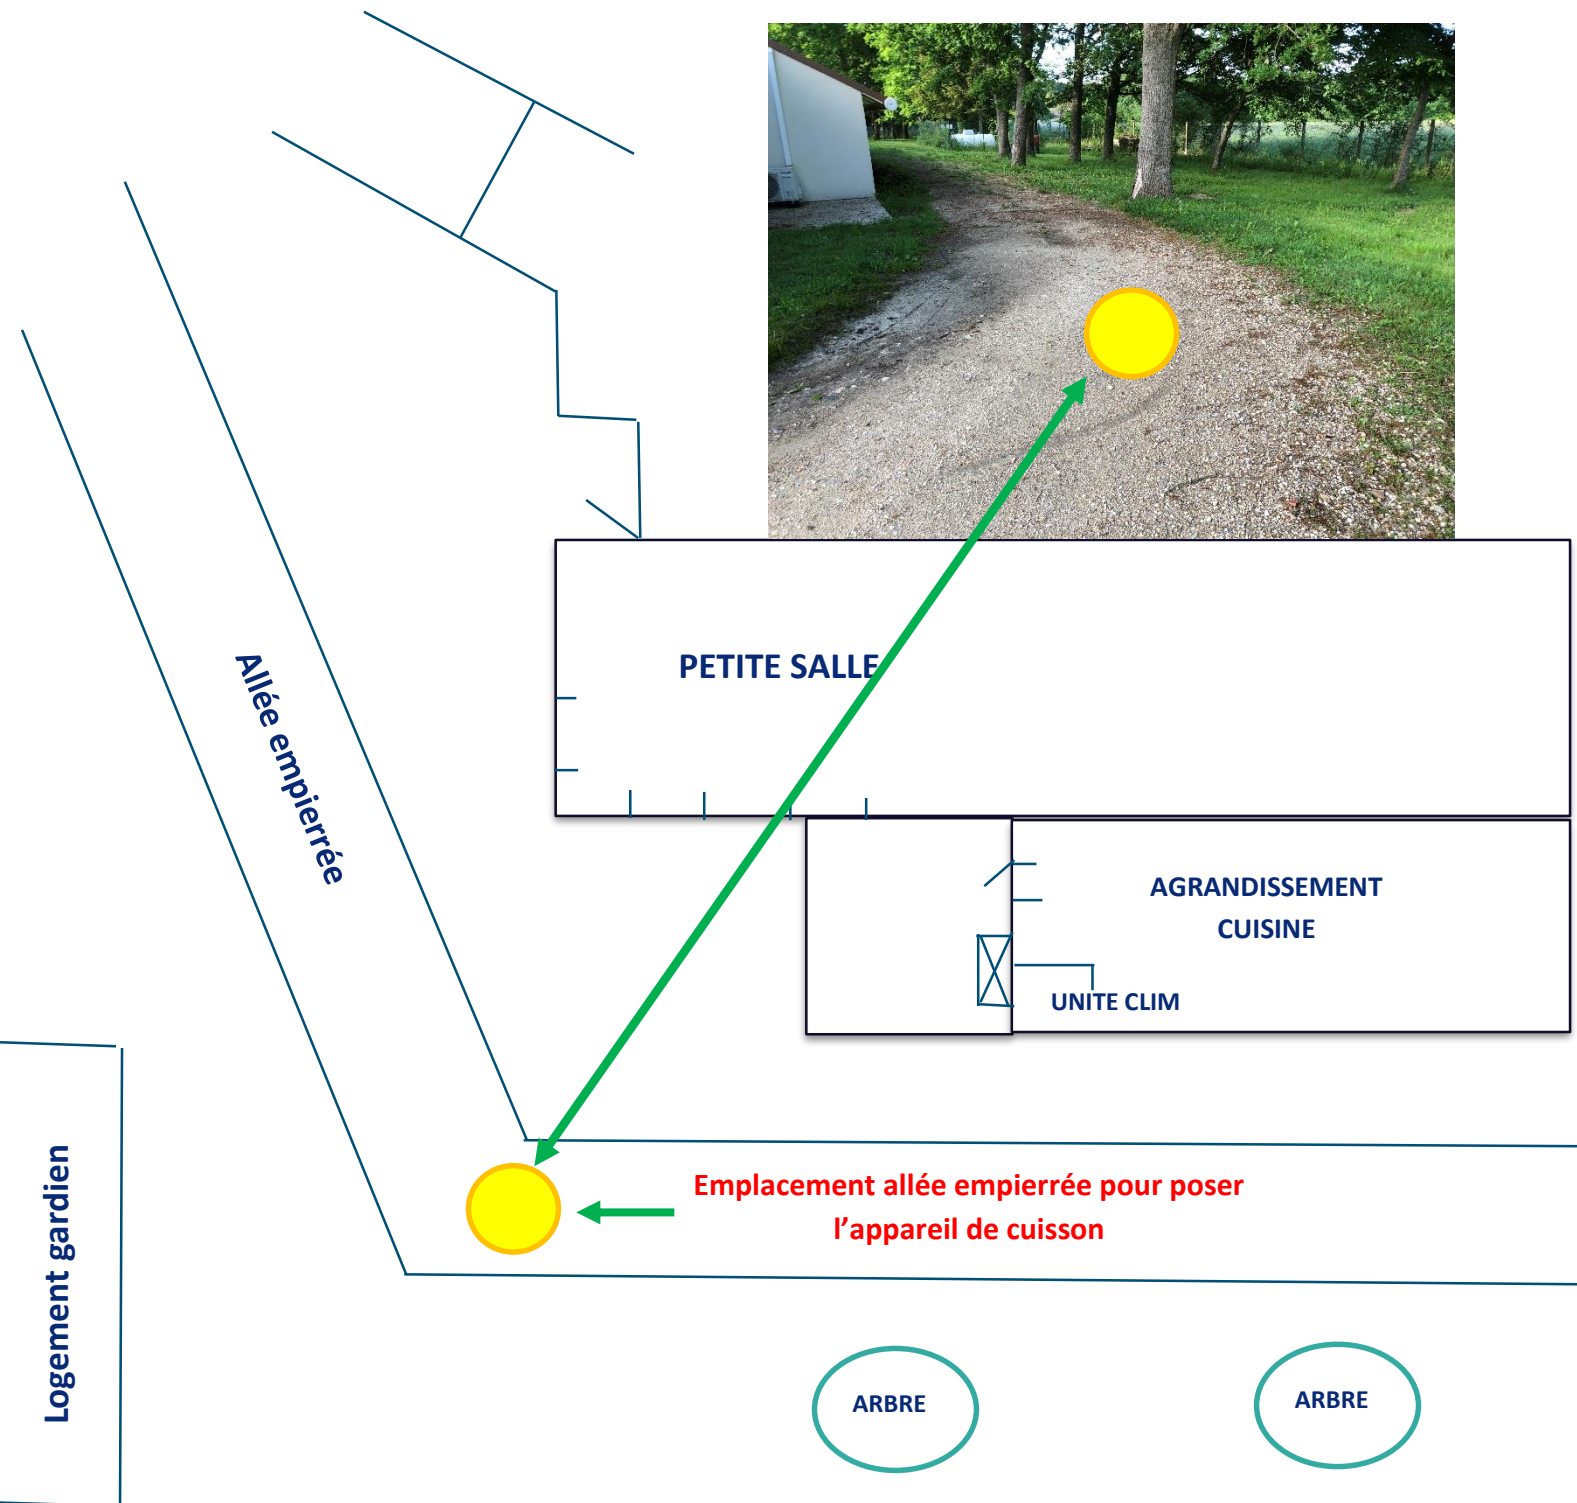 PETITE SALLE
Allée empierrée
AGRANDISSEMENT
CUISINE
UNITE CLIM
Logement gardien
Emplacement allée empierrée pour poser
l’appareil de cuisson
ARBRE
ARBRE